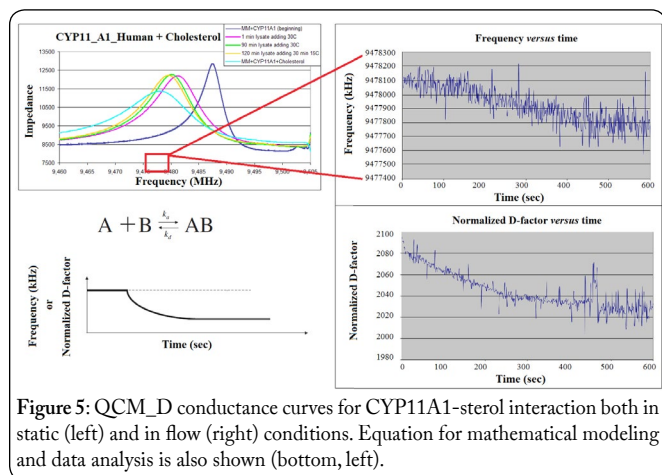 CYP11_A1_Human + Cholesterol
MM+CYP11A1 (beginning)
1 min lysate adding 30C
90 min lysate adding 30C
120 min lysate adding 30 min 19C
MM+CYP11A1+Cholesterol
Impedance
13500
12500
11500
10500
9500
8500
7500
9,460 9,465 9,470 9,480 9,485 9,490 9,495
Frequency (MHz)
Frequency versus time
Frequency (kHz)
9478300
9478200
9478100
9478000
9477900
9477800
9477700
9477600
9477500
9477400
0 100 200 300 400 500 600
Time (sec)
A + B ka kd AB
Frequency (kHz)
or
Normalized D-factor
Time (sec)
Normalized D-factor versus time
Normalized D-factor
2100
2080
2060
2040
2020
2000
1980
0 100 200 300 400 500 600
Time (sec)
Figure 5: QCM_D conductance curves for CYP11A1-sterol interaction both in
static (left) and in flow (right) conditions. Equation for mathematical modeling
and data analysis is also shown (bottom, left).